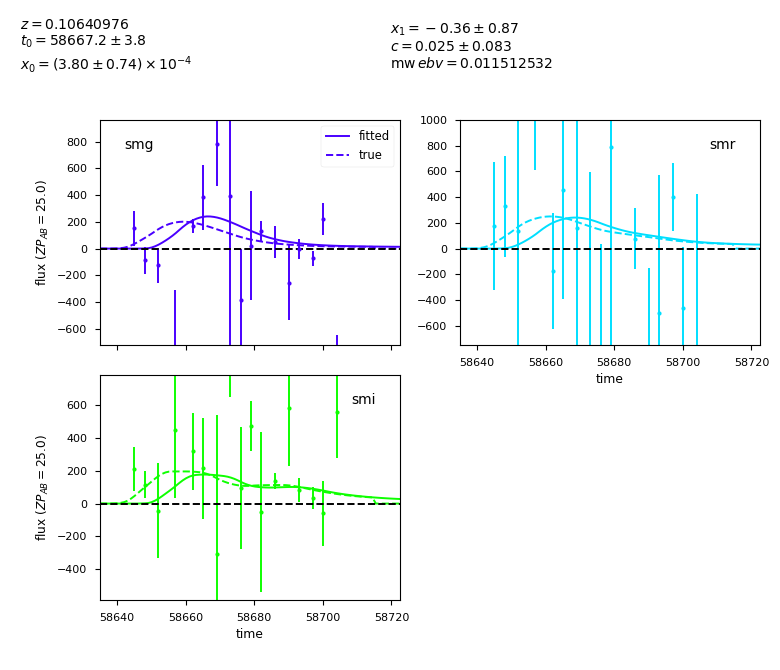 z = 0.10640976
t₀ = 58667.2 ± 3.8
x₀ = (3.80 ± 0.74) × 10⁻⁴
x₁ = −0.36 ± 0.87
c = 0.025 ± 0.083
mw ebv = 0.011512532
smg
fitted
true
800
600
400
200
0
−200
−400
−600
flux (ZP_AB = 25.0)
smr
1000
800
600
400
200
0
−200
−400
−600
58640 58660 58680 58700 58720
time
smi
600
400
200
0
−200
−400
flux (ZP_AB = 25.0)
58640 58660 58680 58700 58720
time